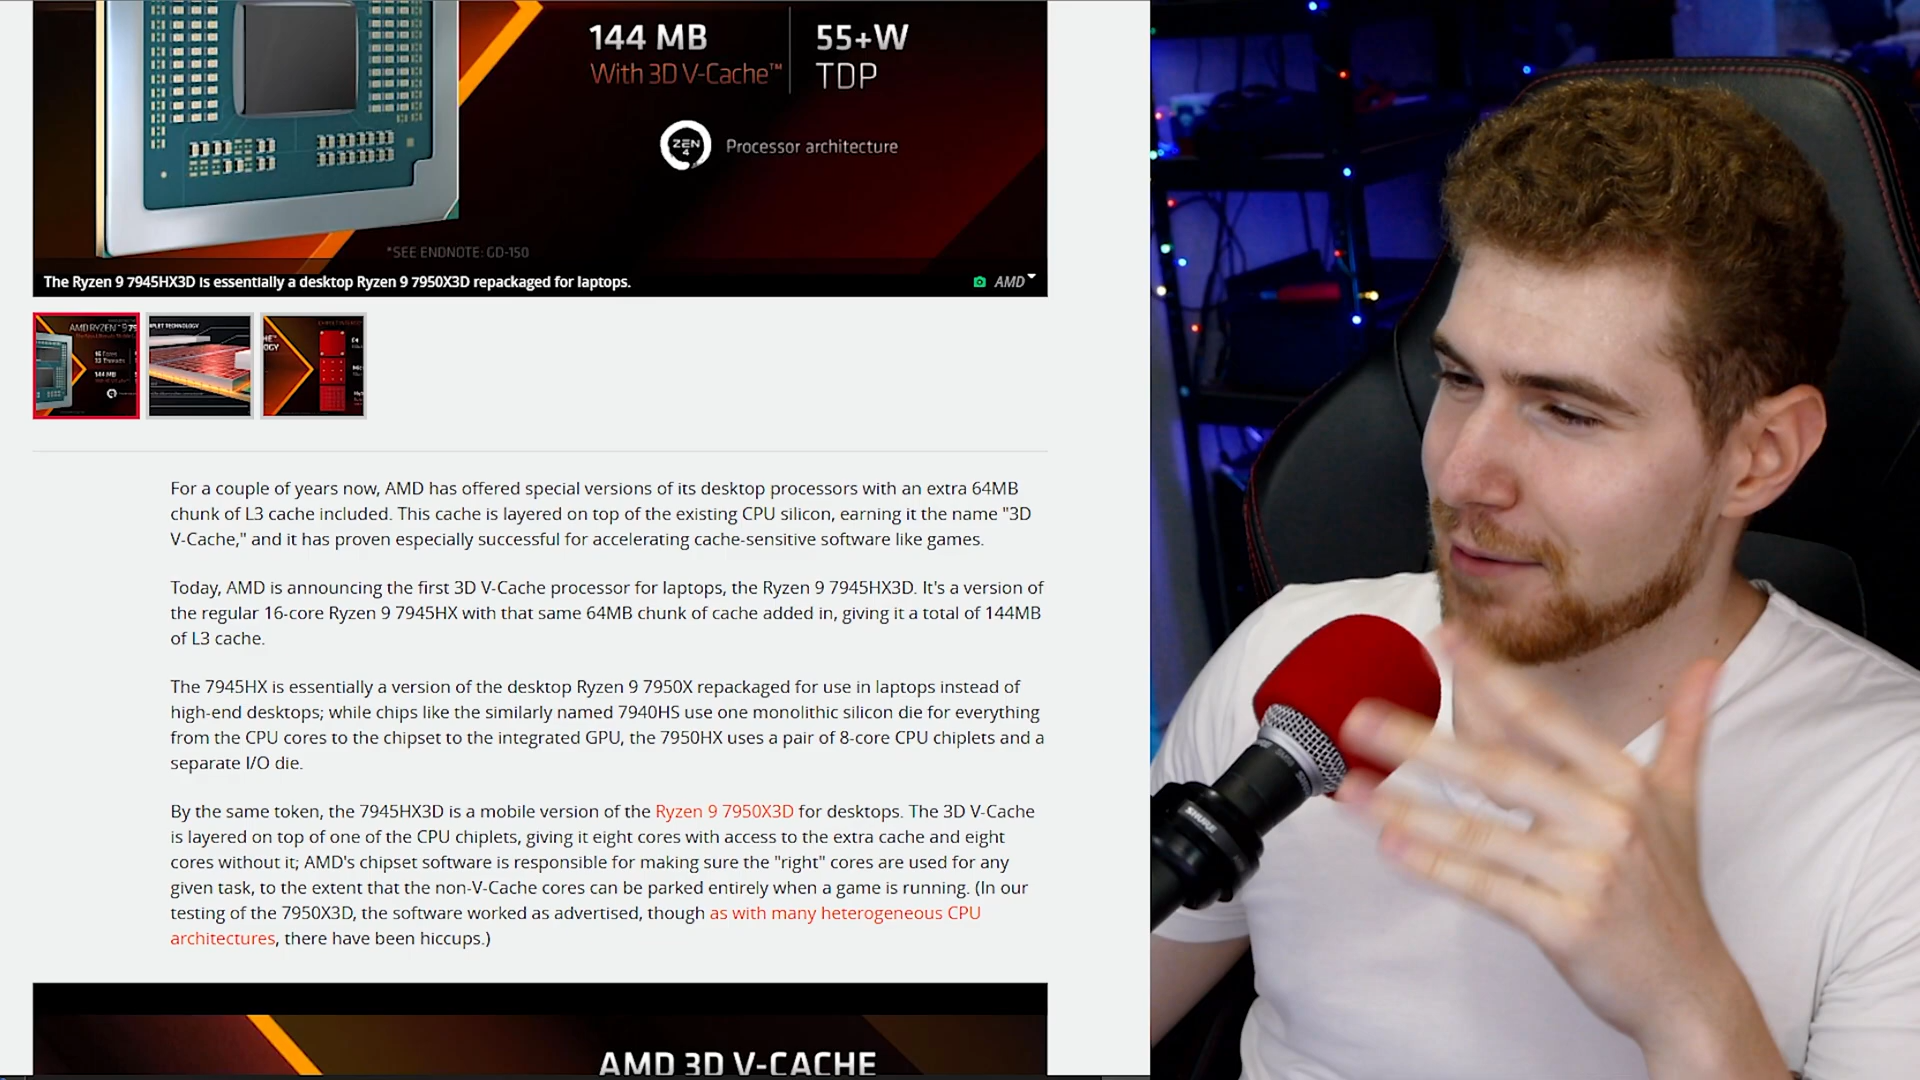 144 MB
With 3D V-Cache™
55+W
TDP
ZEN
4
Processor architecture
*SEE ENDNOTE: GD-150
The Ryzen 9 7945HX3D is essentially a desktop Ryzen 9 7950X3D repackaged for laptops.
AMD
AMD RYZEN™ 9 79
16 Cores
144 MB
PLET TECHNOLOGY
OGY
For a couple of years now, AMD has offered special versions of its desktop processors with an extra 64MB
chunk of L3 cache included. This cache is layered on top of the existing CPU silicon, earning it the name "3D
V-Cache," and it has proven especially successful for accelerating cache-sensitive software like games.
Today, AMD is announcing the first 3D V-Cache processor for laptops, the Ryzen 9 7945HX3D. It's a version of
the regular 16-core Ryzen 9 7945HX with that same 64MB chunk of cache added in, giving it a total of 144MB
of L3 cache.
The 7945HX is essentially a version of the desktop Ryzen 9 7950X repackaged for use in laptops instead of
high-end desktops; while chips like the similarly named 7940HS use one monolithic silicon die for everything
from the CPU cores to the chipset to the integrated GPU, the 7950HX uses a pair of 8-core CPU chiplets and a
separate I/O die.
By the same token, the 7945HX3D is a mobile version of the Ryzen 9 7950X3D for desktops. The 3D V-Cache
is layered on top of one of the CPU chiplets, giving it eight cores with access to the extra cache and eight
cores without it; AMD's chipset software is responsible for making sure the "right" cores are used for any
given task, to the extent that the non-V-Cache cores can be parked entirely when a game is running. (In our
testing of the 7950X3D, the software worked as advertised, though as with many heterogeneous CPU
architectures, there have been hiccups.)
AMD 3D V-CACHE
SHURE